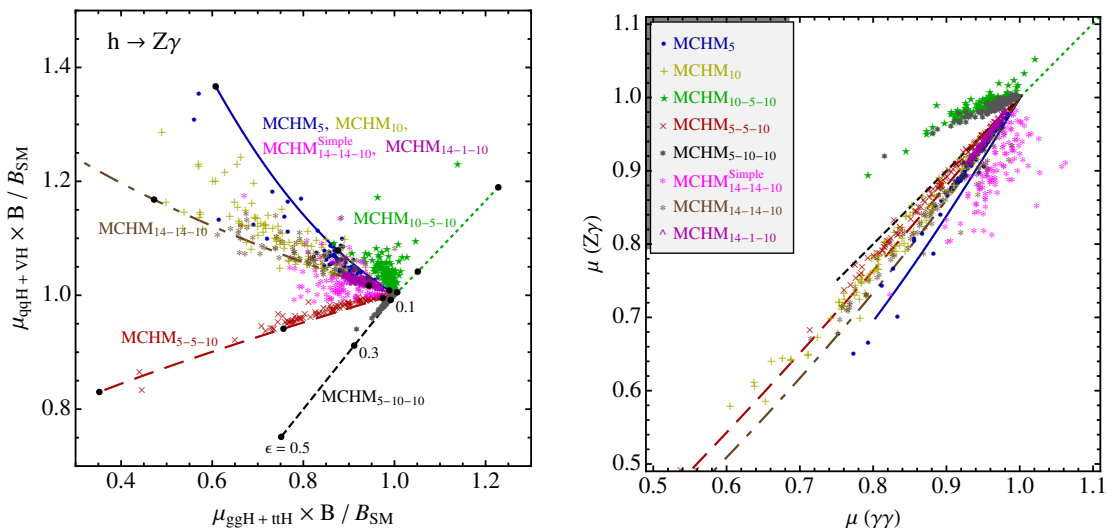 h → Zγ
1.4
1.2
1.0
0.8
μqqH + VH × B / BSM
MCHM5, MCHM10,
MCHM14−14−10Simple, MCHM14−1−10
MCHM10−5−10
MCHM14−14−10
0.1
MCHM5−5−10
0.3
MCHM5−10−10
ϵ = 0.5
0.4 0.6 0.8 1.0 1.2
μggH + ttH × B / BSM
1.1
1.0
0.9
0.8
0.7
0.6
0.5
μ (Zγ)
MCHM5
MCHM10
MCHM10−5−10
MCHM5−5−10
MCHM5−10−10
MCHM14−14−10Simple
MCHM14−14−10
MCHM14−1−10
0.5 0.6 0.7 0.8 0.9 1.0 1.1
μ (γγ)